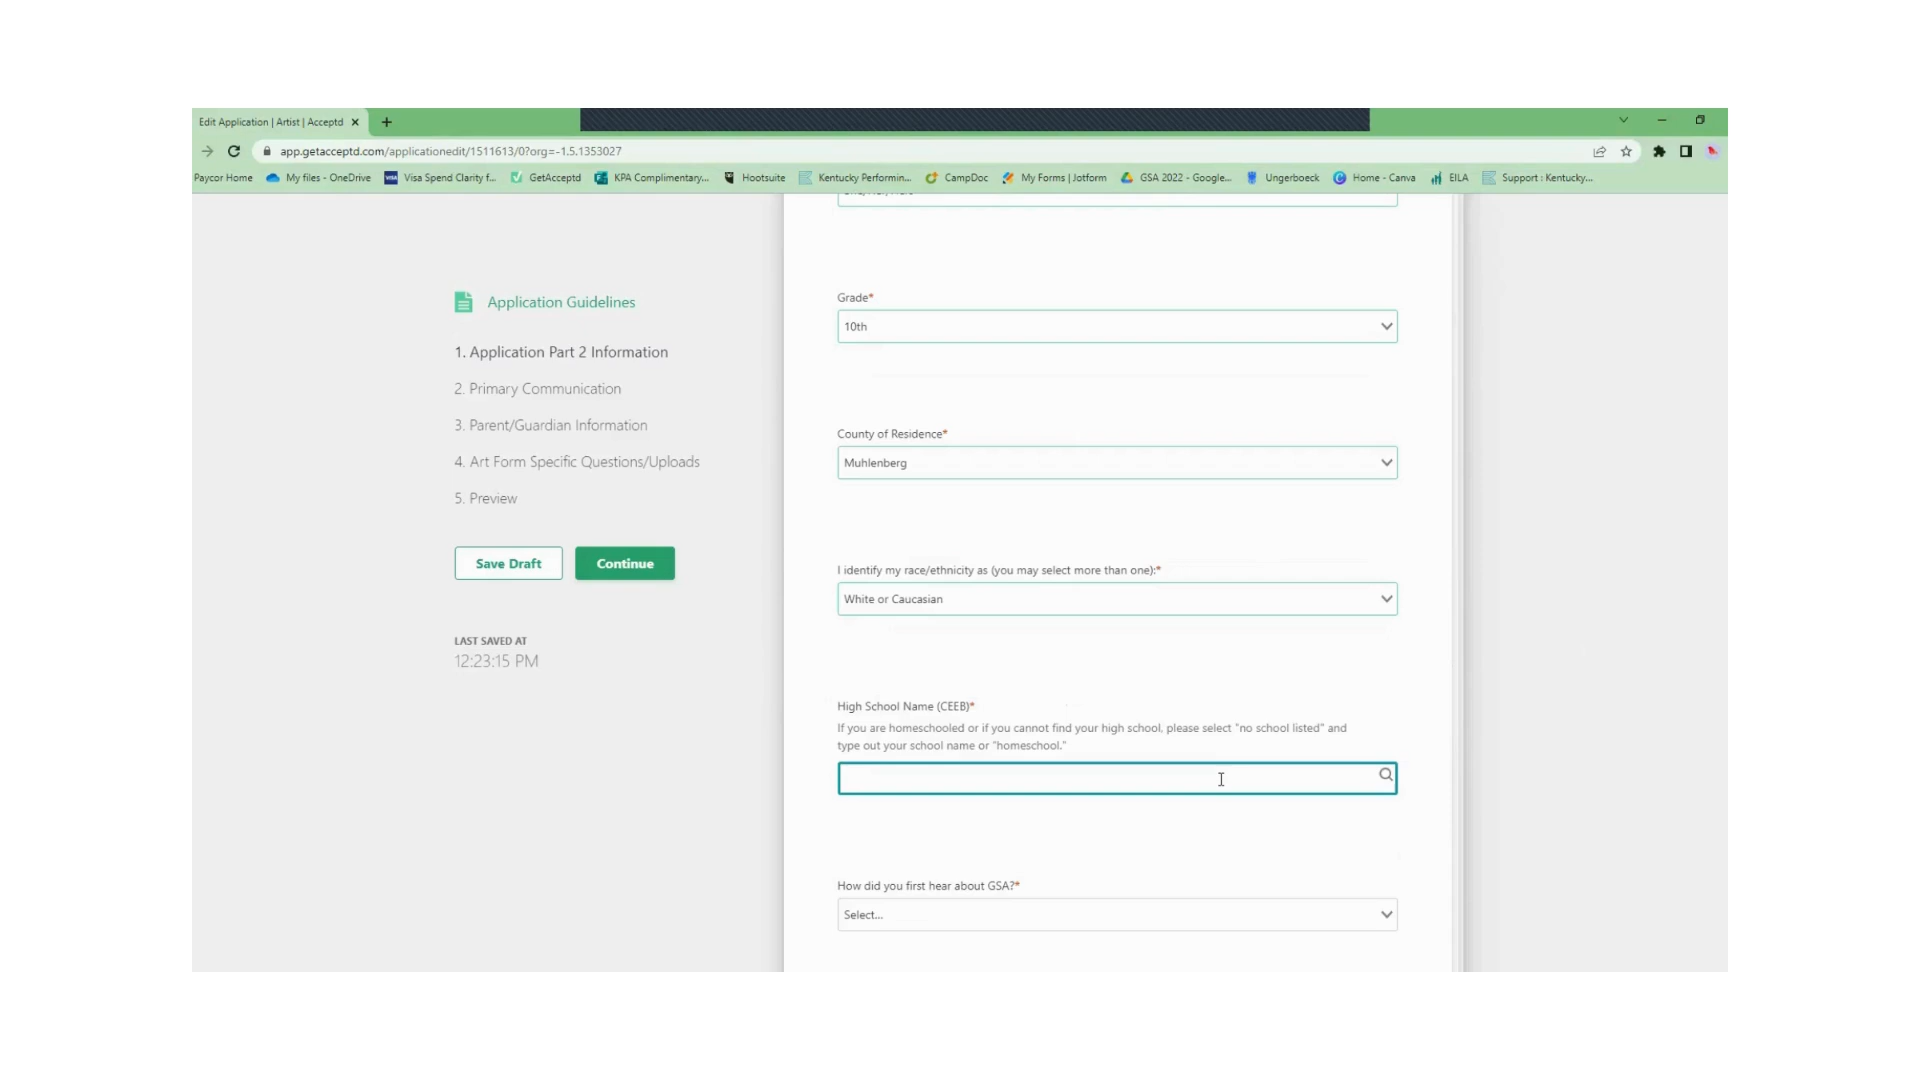 Edit Application | Artist | Acceptd
app.getacceptd.com/applicationedit/1511613/0?org=-1.5.1353027
Paycor Home My files - OneDrive Visa Spend Clarity f... GetAcceptd KPA Complimentary... Hootsuite Kentucky Performin... CampDoc My Forms | Jotform GSA 2022 - Google... Ungerboeck Home - Canva EILA Support : Kentucky...
Application Guidelines
1. Application Part 2 Information
2. Primary Communication
3. Parent/Guardian Information
4. Art Form Specific Questions/Uploads
5. Preview
Save Draft Continue
LAST SAVED AT
12:23:15 PM
Grade*
10th
County of Residence*
Muhlenberg
I identify my race/ethnicity as (you may select more than one):*
White or Caucasian
High School Name (CEEB)*
If you are homeschooled or if you cannot find your high school, please select "no school listed" and
type out your school name or "homeschool."
How did you first hear about GSA?*
Select...